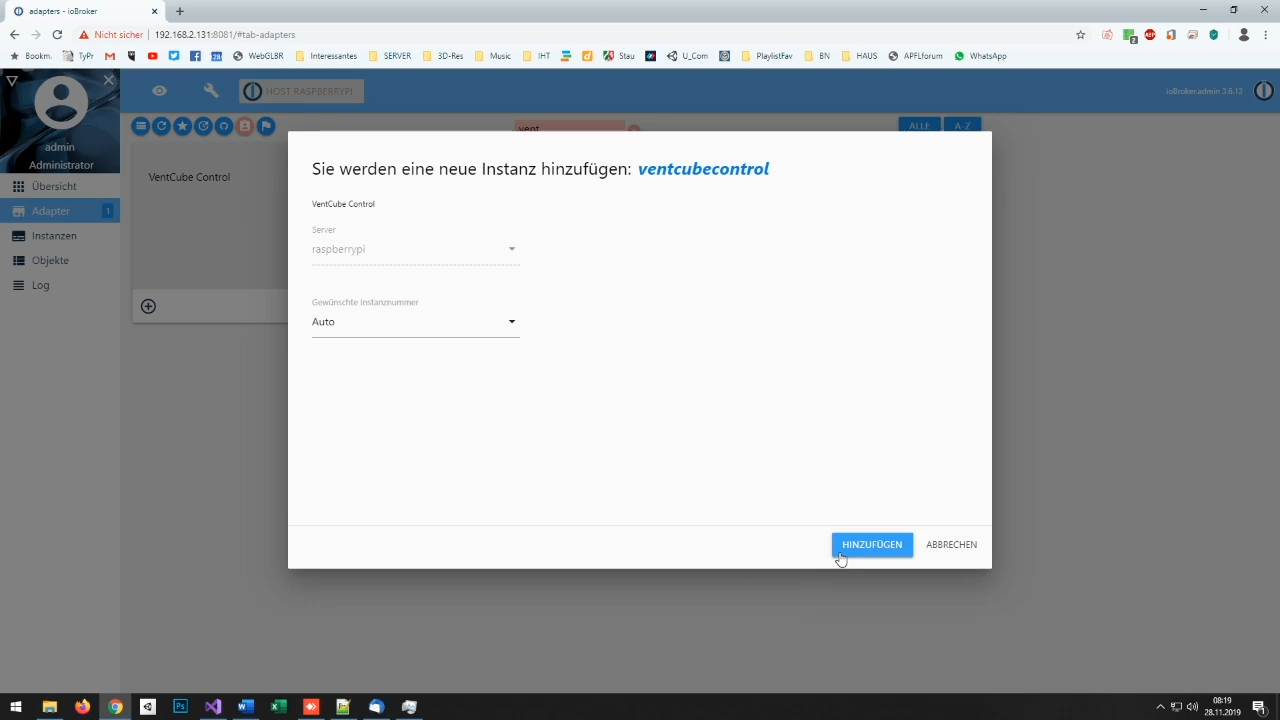 adapters - ioBroker
Nicht sicher
192.168.2.131:8081/#tab-adapters
Bookm.
TyPr
WebGLBR
Interessantes
SERVER
3D-Res
Music
IHT
Stau
U_Com
PlaylistFav
BN
HAUS
APFLforum
WhatsApp
HOST RASPBERRYPI
ioBroker.admin 3.6.12
admin
Administrator
vent
ALLE
A-Z
Übersicht
Adapter
1
Instanzen
Objekte
Log
VentCube Control
Sie werden eine neue Instanz hinzufügen: ventcubecontrol
VentCube Control
Server
raspberrypi
Gewünschte Instanznummer
Auto
HINZUFÜGEN
ABBRECHEN
08:19
28.11.2019